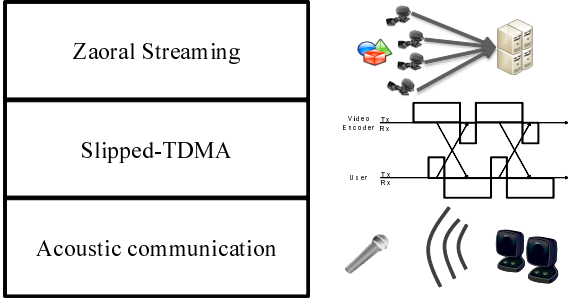 Zaoral Streaming
Slipped-TDMA
Acoustic communication
Video Encoder
Tx
Rx
User
Tx
Rx